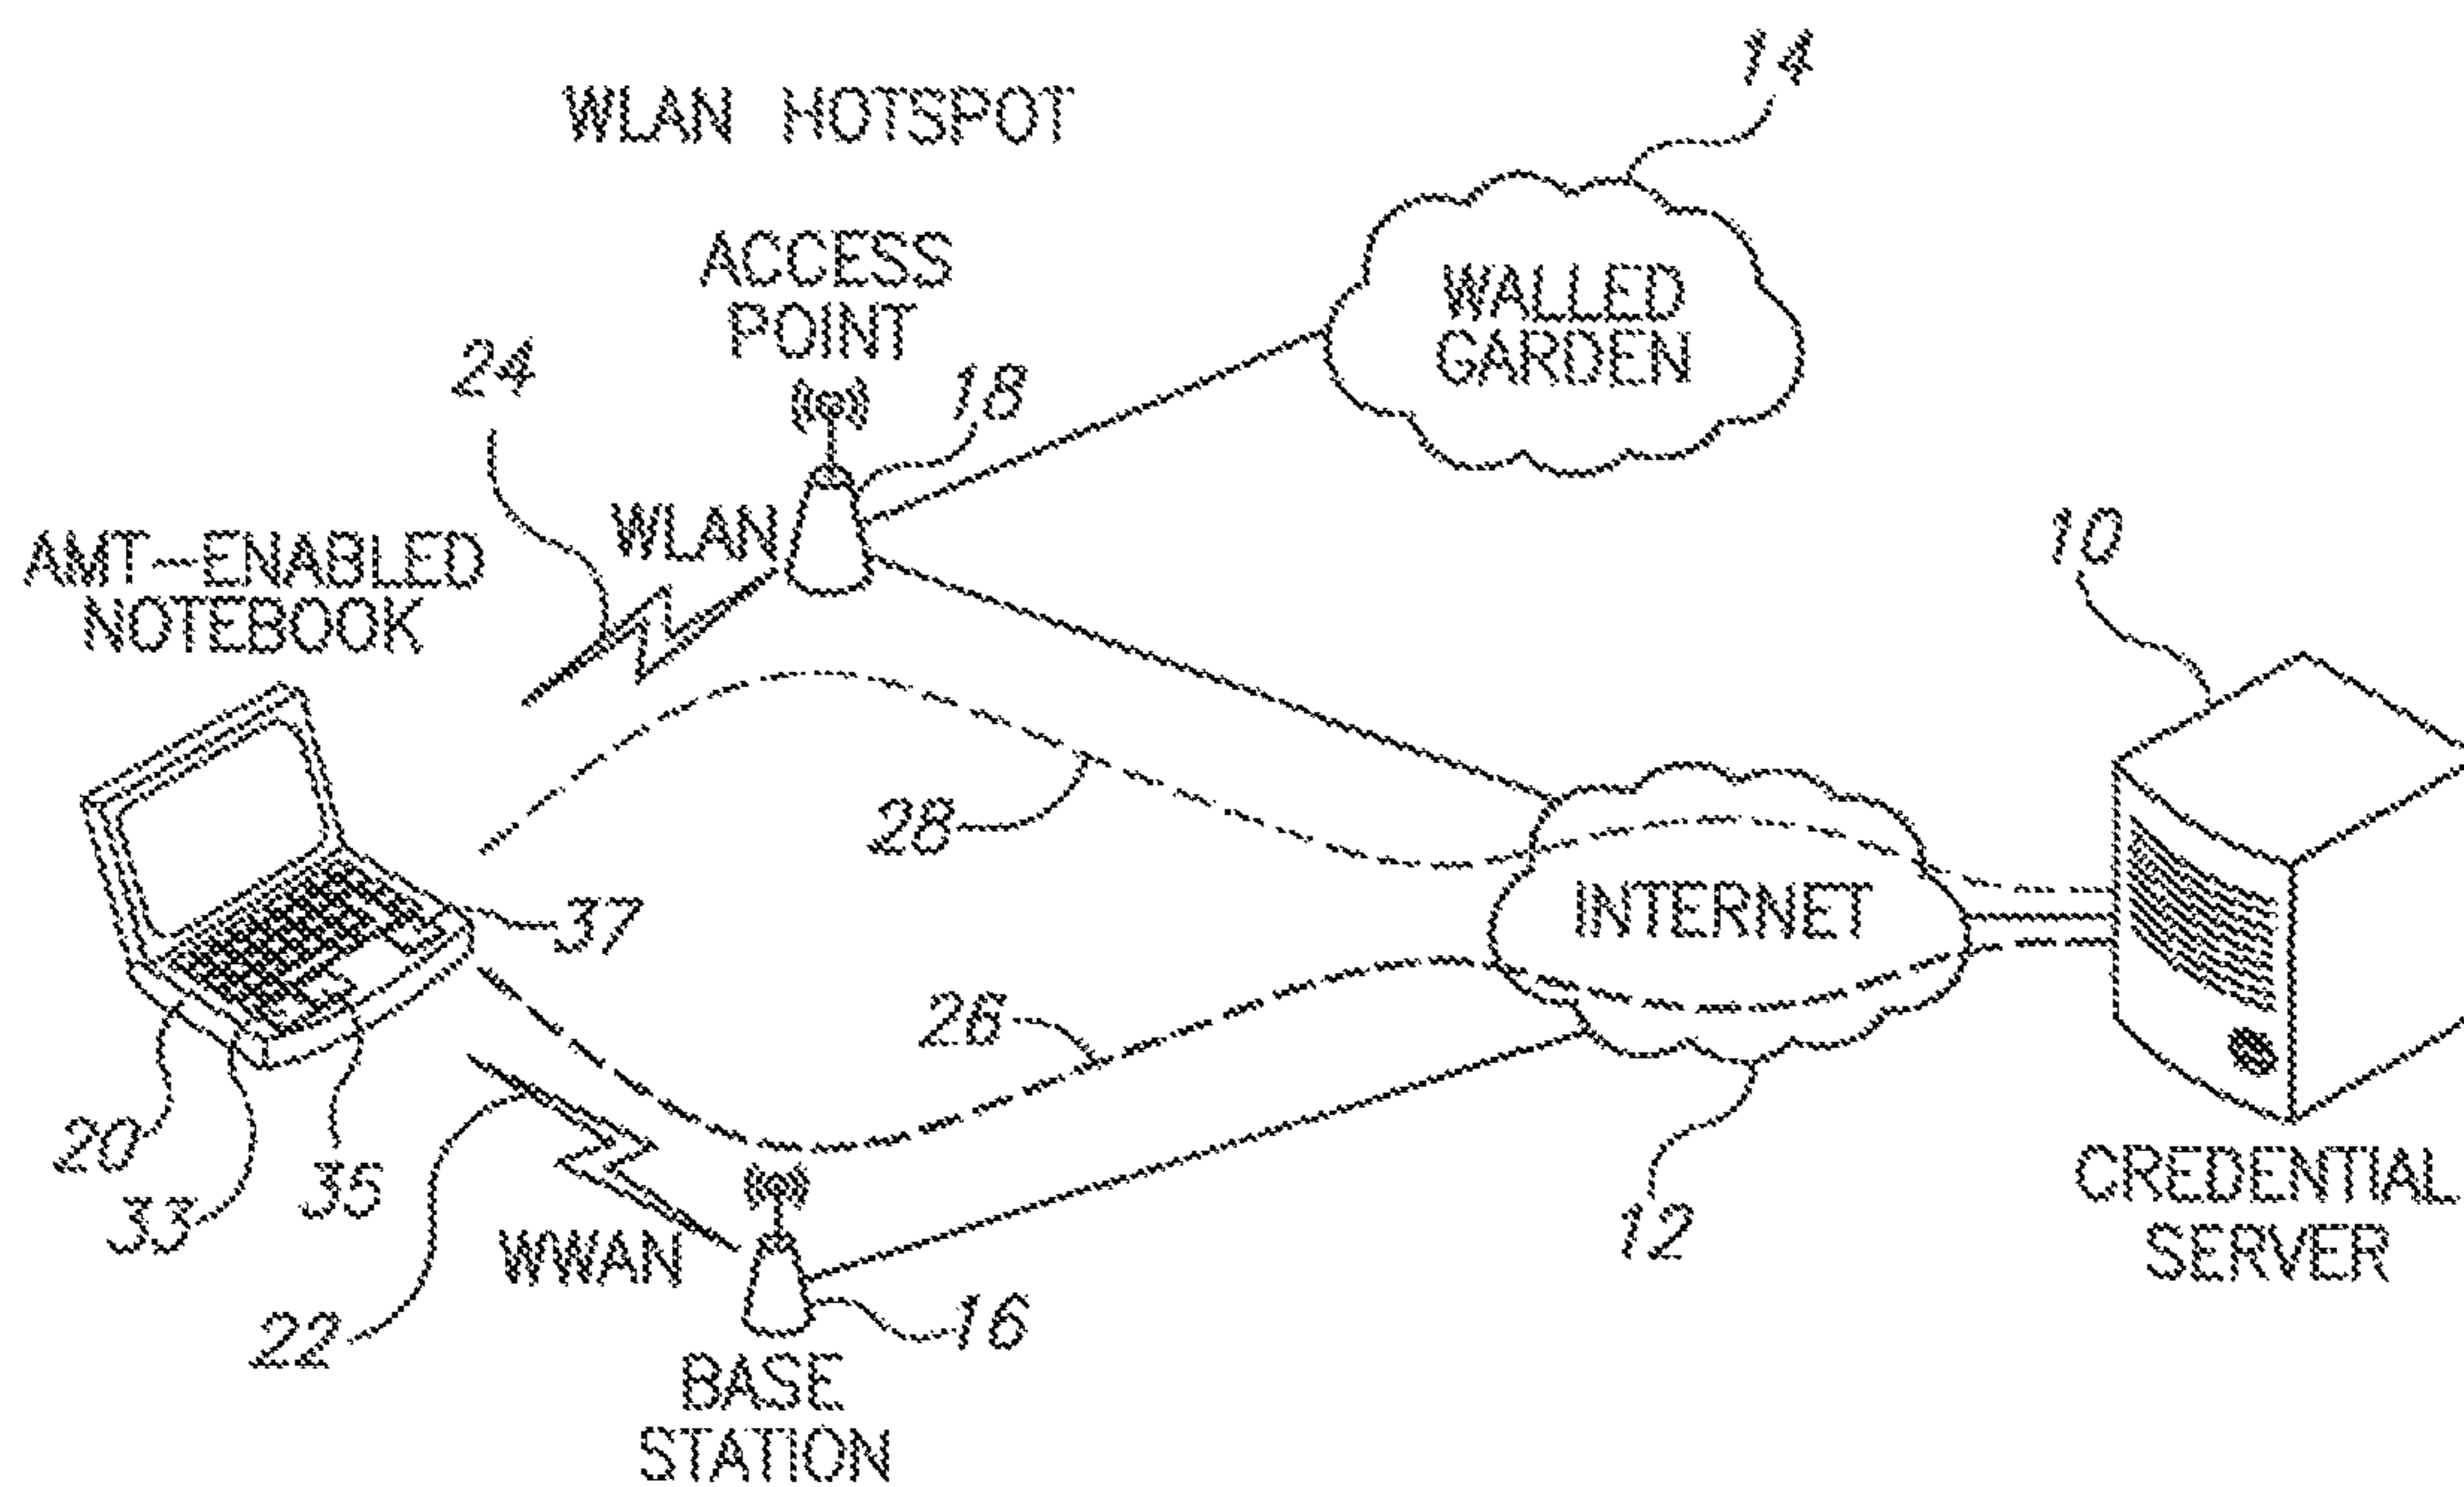 14
WLAN HOTSPOT
ACCESS
POINT
WALLED
GARDEN
24
18
WLAN
10
AMT-ENABLED
NOTEBOOK
28
37
INTERNET
26
20
33
35
12
CREDENTIAL
SERVER
WWAN
22
16
BASE
STATION